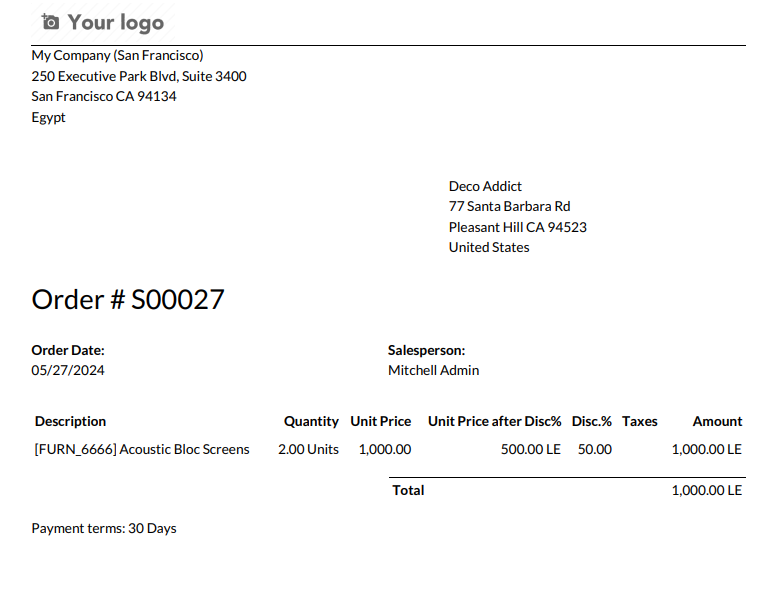 Your logo
My Company (San Francisco)
250 Executive Park Blvd, Suite 3400
San Francisco CA 94134
Egypt
Deco Addict
77 Santa Barbara Rd
Pleasant Hill CA 94523
United States
Order # S00027
Order Date: Salesperson:
05/27/2024 Mitchell Admin
Description Quantity Unit Price Unit Price after Disc% Disc.% Taxes Amount
[FURN_6666] Acoustic Bloc Screens 2.00 Units 1,000.00 500.00 LE 50.00 1,000.00 LE
Total 1,000.00 LE
Payment terms: 30 Days